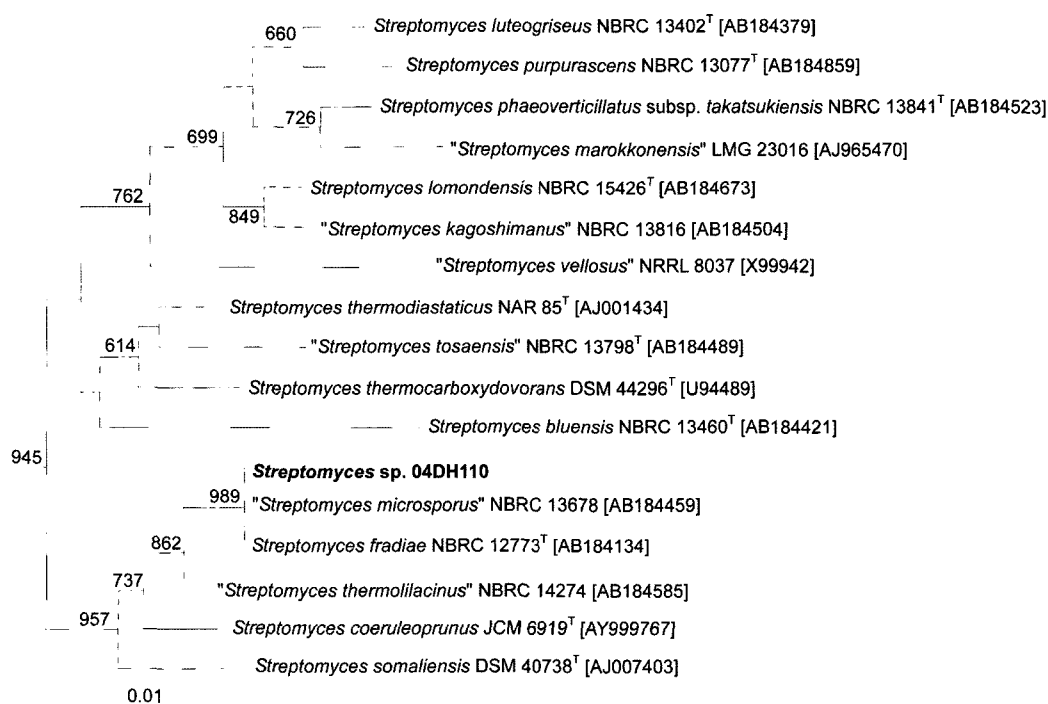 660
Streptomyces luteogriseus NBRC 13402T [AB184379]
Streptomyces purpurascens NBRC 13077T [AB184859]
726
Streptomyces phaeoverticillatus subsp. takatsukiensis NBRC 13841T [AB184523]
699
"Streptomyces marokkonensis" LMG 23016 [AJ965470]
762
Streptomyces lomondensis NBRC 15426T [AB184673]
849
"Streptomyces kagoshimanus" NBRC 13816 [AB184504]
"Streptomyces vellosus" NRRL 8037 [X99942]
Streptomyces thermodiastaticus NAR 85T [AJ001434]
614
"Streptomyces tosaensis" NBRC 13798T [AB184489]
Streptomyces thermocarboxydovorans DSM 44296T [U94489]
Streptomyces bluensis NBRC 13460T [AB184421]
945
Streptomyces sp. 04DH110
989
"Streptomyces microsporus" NBRC 13678 [AB184459]
862
Streptomyces fradiae NBRC 12773T [AB184134]
737
"Streptomyces thermolilacinus" NBRC 14274 [AB184585]
957
Streptomyces coeruleoprunus JCM 6919T [AY999767]
Streptomyces somaliensis DSM 40738T [AJ007403]
0.01